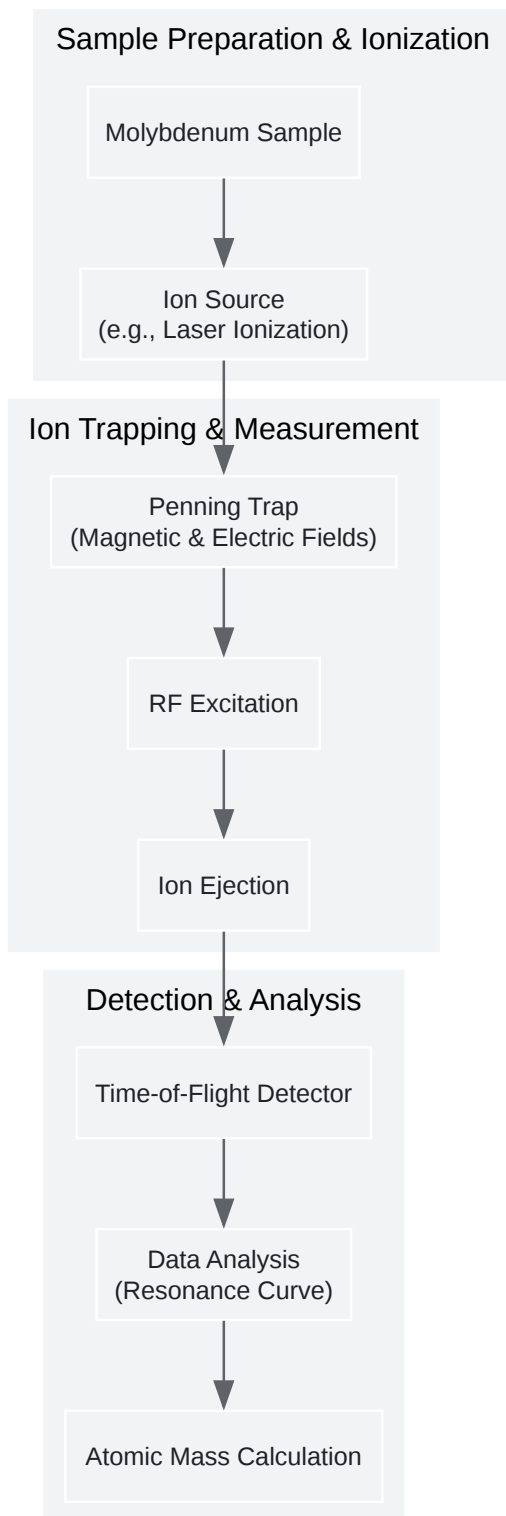 Sample Preparation & Ionization
Molybdenum Sample
Ion Source
(e.g., Laser Ionization)
Ion Trapping & Measurement
Penning Trap
(Magnetic & Electric Fields)
RF Excitation
Ion Ejection
Detection & Analysis
Time-of-Flight Detector
Data Analysis
(Resonance Curve)
Atomic Mass Calculation